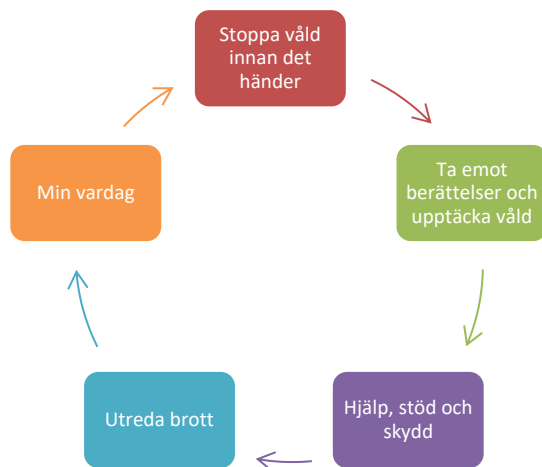 Stoppa våld
innan det
händer
Ta emot
berättelser och
upptäcka våld
Hjälp, stöd och
skydd
Utreda brott
Min vardag